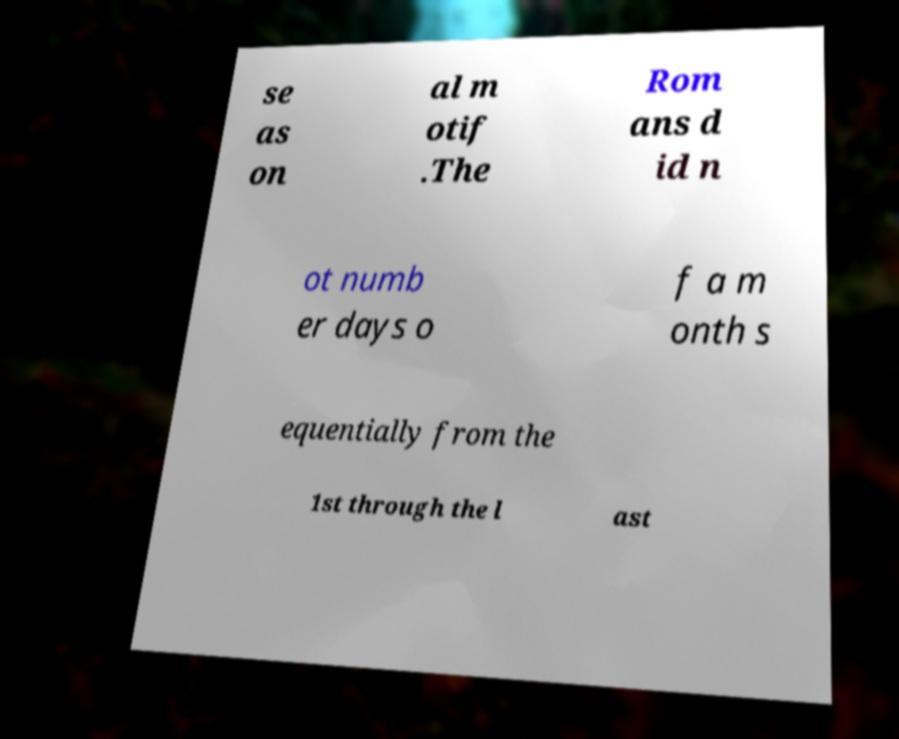 se
as
on
al m
otif
.The
Rom
ans d
id n
ot numb
er days o
f a m
onth s
equentially from the
1st through the l
ast